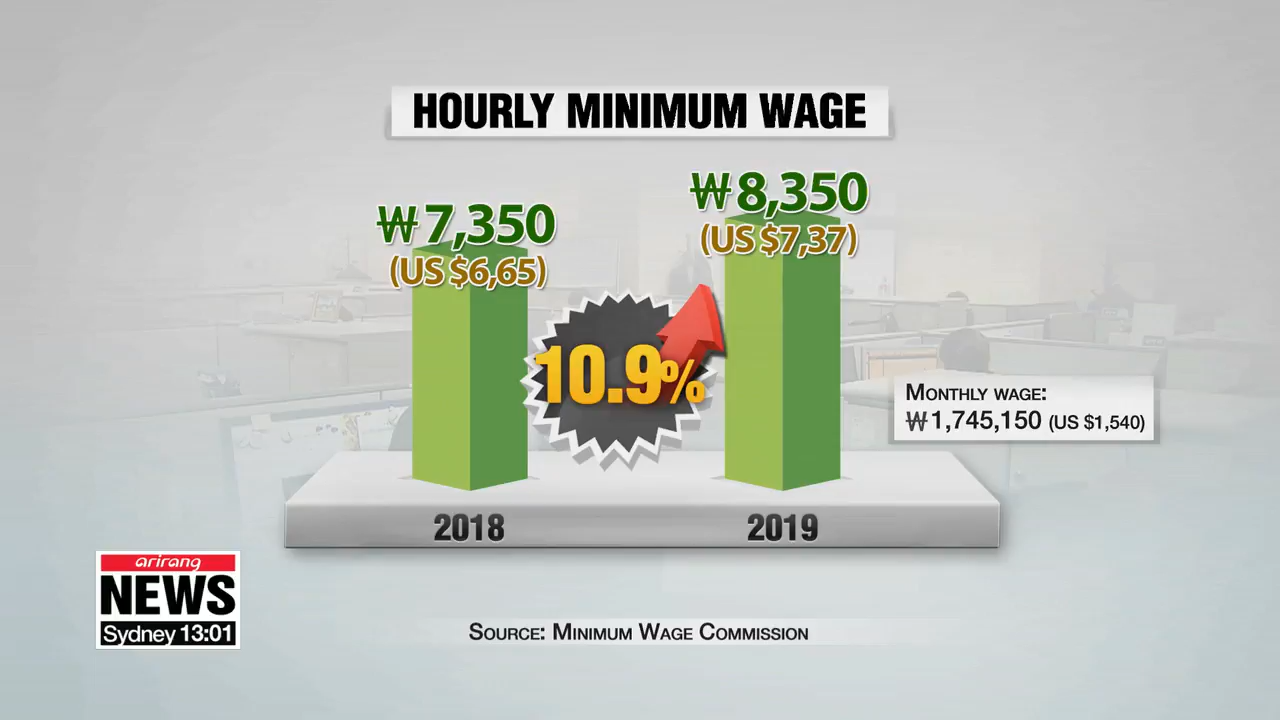 HOURLY MINIMUM WAGE
₩7,350
(US $6,65)
₩8,350
(US $7,37)
10.9%
MONTHLY WAGE:
₩1,745,150 (US $1,540)
2018
2019
arirang
NEWS
Sydney 13:01
SOURCE: MINIMUM WAGE COMMISSION